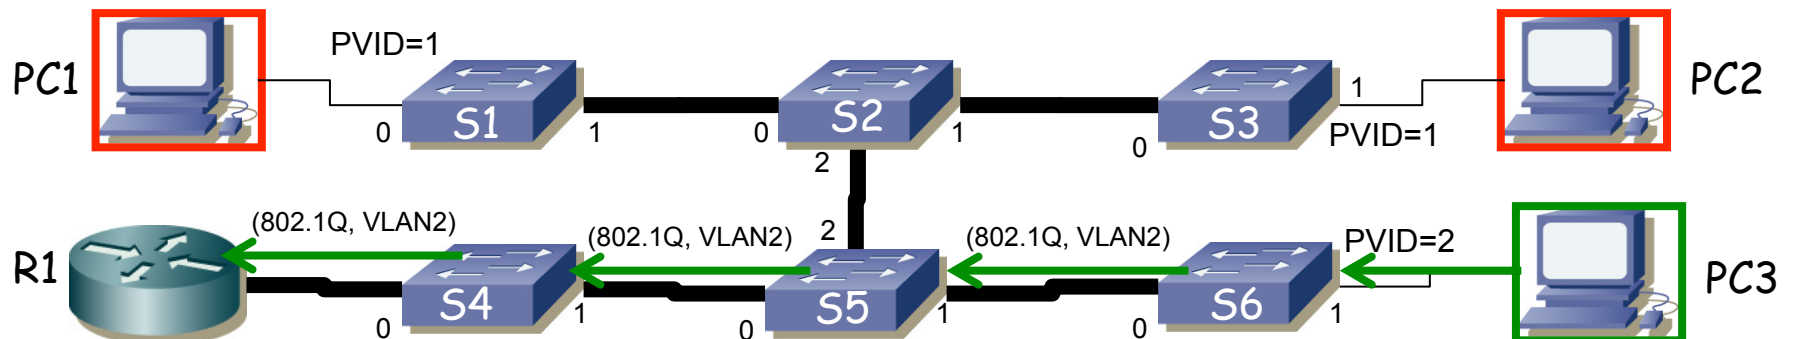 PC1
PVID=1
0
S1
1
0
S2
1
2
0
S3
1
PVID=1
PC2
R1
(802.1Q, VLAN2)
0
S4
1
(802.1Q, VLAN2)
2
0
S5
1
(802.1Q, VLAN2)
0
S6
PVID=2
1
PC3